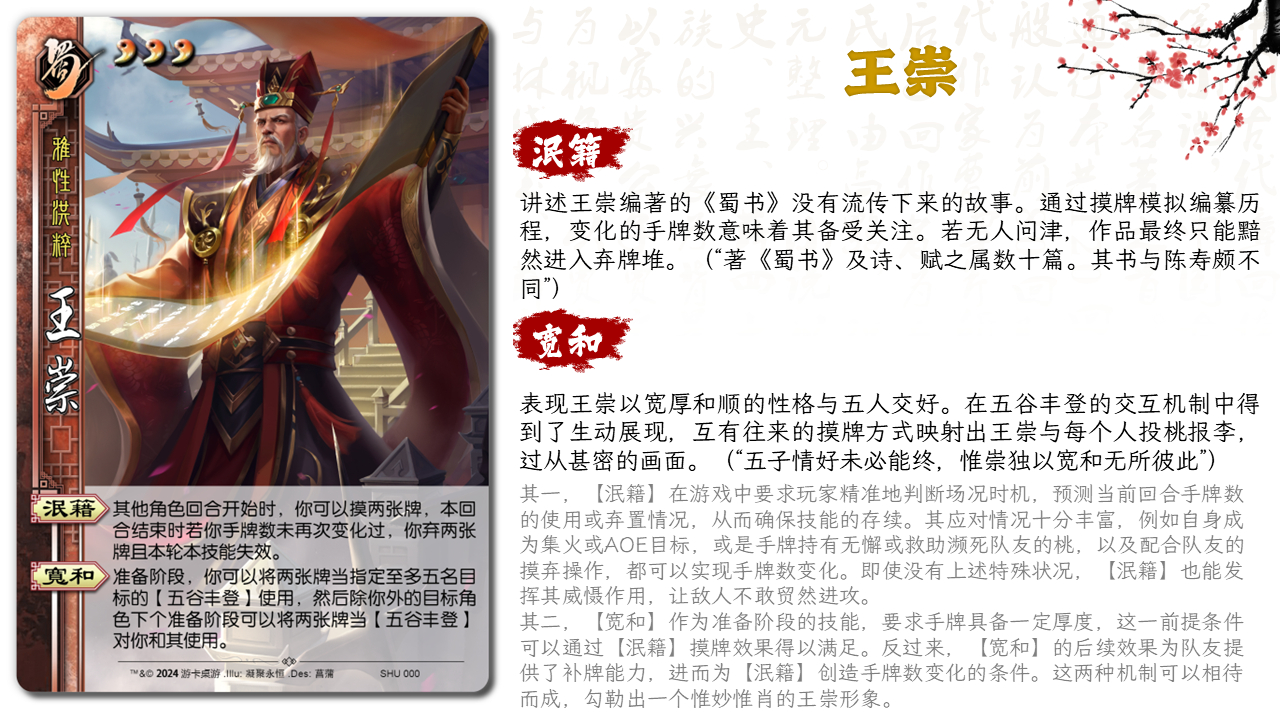 蜀
雅性洪粹
王崇
泯籍
其他角色回合开始时，你可以摸两张牌，本回
合结束时若你手牌数未再次变化过，你弃两张
牌且本轮本技能失效。
寬和
准备阶段，你可以将两张牌当指定至多五名目
标的【五谷丰登】使用，然后除你外的目标角
色下个准备阶段可以将两张牌当【五谷丰登】
对你和其使用。
™&© 2024 游卡桌游 .Illu: 凝聚永恒 .Des: 菖蒲 SHU 000
王崇
泯籍
讲述王崇编著的《蜀书》没有流传下来的故事。通过摸牌模拟编纂历
程，变化的手牌数意味着其备受关注。若无人问津，作品最终只能黯
然进入弃牌堆。（“著《蜀书》及诗、赋之属数十篇。其书与陈寿颇不
同”）
宽和
表现王崇以宽厚和顺的性格与五人交好。在五谷丰登的交互机制中得
到了生动展现，互有往来的摸牌方式映射出王崇与每个人投桃报李，
过从甚密的画面。（“五子情好未必能终，惟崇独以宽和无所彼此”）
其一，【泯籍】在游戏中要求玩家精准地判断场况时机，预测当前回合手牌数
的使用或弃置情况，从而确保技能的存续。其应对情况十分丰富，例如自身成
为集火或AOE目标，或是手牌持有无懈或救助濒死队友的桃，以及配合队友的
摸弃操作，都可以实现手牌数变化。即使没有上述特殊状况，【泯籍】也能发
挥其威慑作用，让敌人不敢贸然进攻。
其二，【宽和】作为准备阶段的技能，要求手牌具备一定厚度，这一前提条件
可以通过【泯籍】摸牌效果得以满足。反过来，【宽和】的后续效果为队友提
供了补牌能力，进而为【泯籍】创造手牌数变化的条件。这两种机制可以相待
而成，勾勒出一个惟妙惟肖的王崇形象。